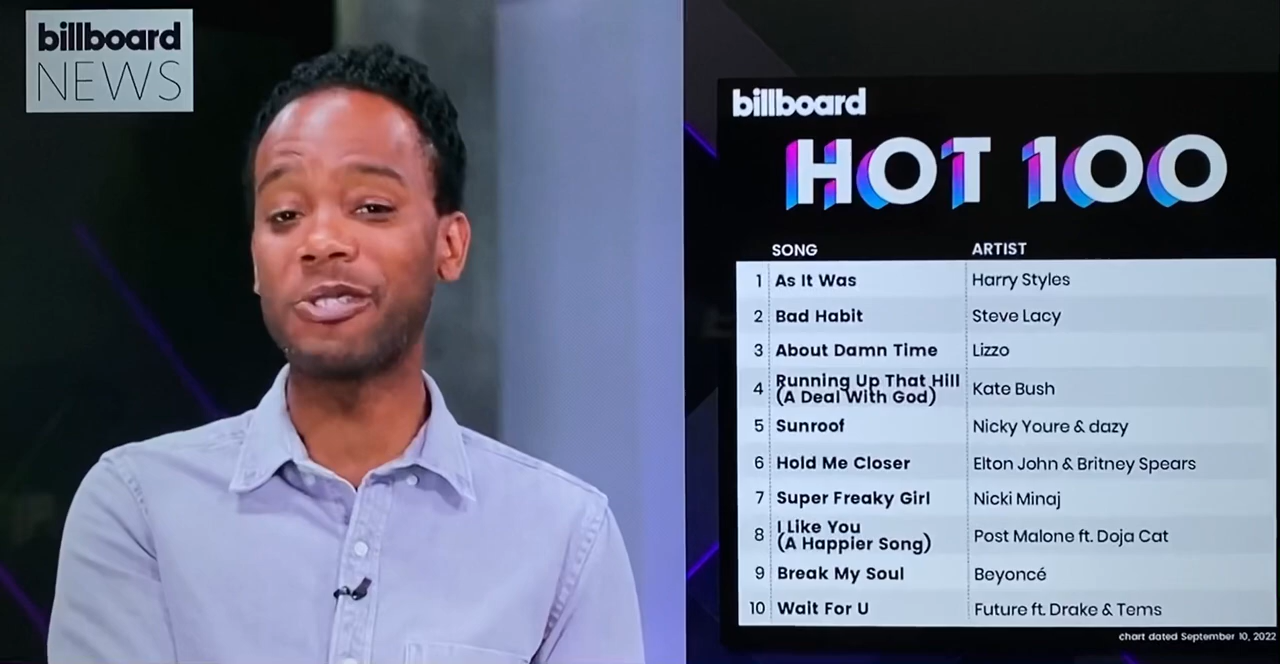 billboard
NEWS
billboard
HOT 100
SONG ARTIST
1 As It Was Harry Styles
2 Bad Habit Steve Lacy
3 About Damn Time Lizzo
4 Running Up That Hill
(A Deal With God) Kate Bush
5 Sunroof Nicky Youre & dazy
6 Hold Me Closer Elton John & Britney Spears
7 Super Freaky Girl Nicki Minaj
8 I Like You
(A Happier Song) Post Malone ft. Doja Cat
9 Break My Soul Beyoncé
10 Wait For U Future ft. Drake & Tems
chart dated September 10, 2022